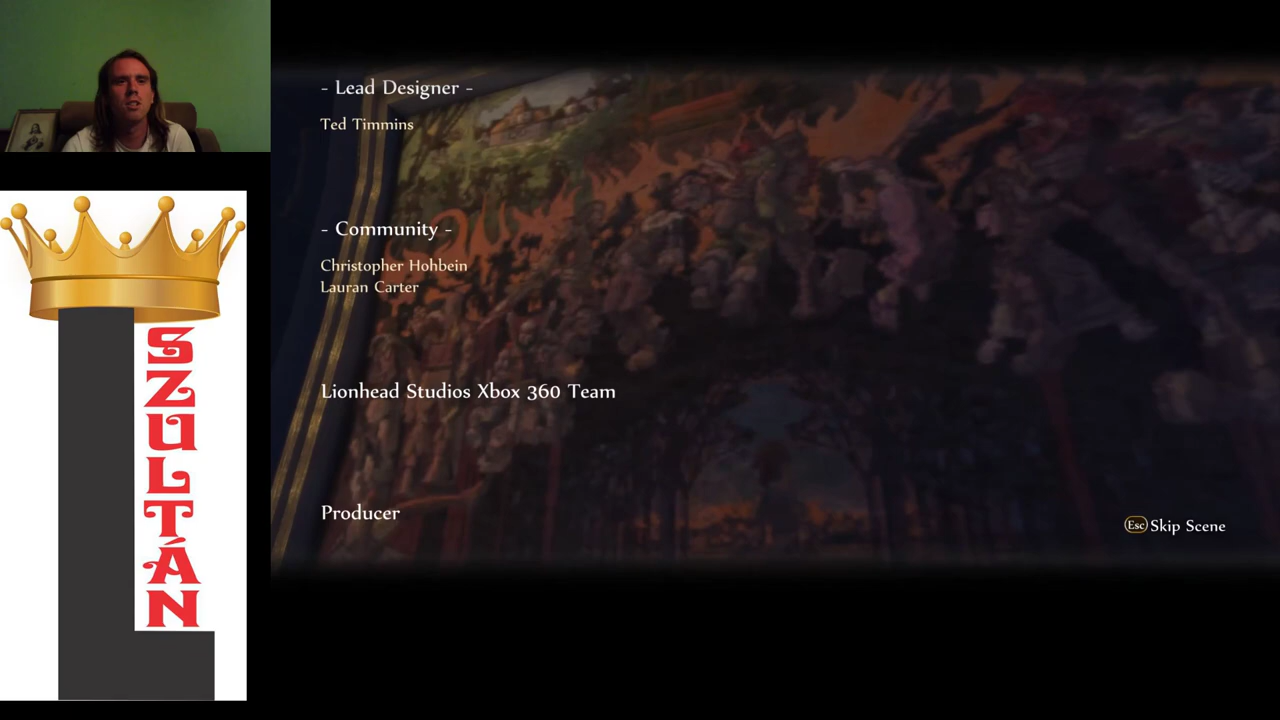 SZULTÁN
- Lead Designer -
Ted Timmins
- Community -
Christopher Hohbein
Lauran Carter
Lionhead Studios Xbox 360 Team
Producer
Esc Skip Scene